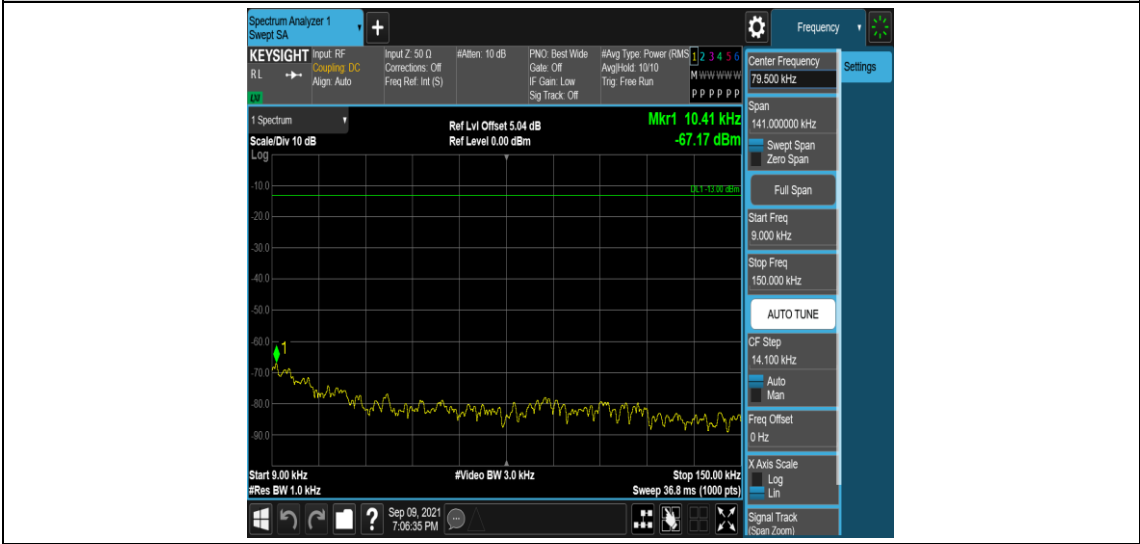 Spectrum Analyzer 1
Swept SA
+
Frequency
KEYSIGHT
Input: RF
Coupling: DC
Align: Auto
Input Z: 50 Ω
Corrections: Off
Freq Ref: Int (S)
#Atten: 10 dB
PNO: Best Wide
Gate: Off
IF Gain: Low
Sig Track: Off
#Avg Type: Power (RMS
Avg|Hold: 10/10
Trig: Free Run
1 2 3 4 5 6
M W W W W W
P P P P P P
R L
LXI
1 Spectrum
Scale/Div 10 dB
Log
Ref Lvl Offset 5.04 dB
Ref Level 0.00 dBm
Mkr1 10.41 kHz
-67.17 dBm
DL1 -13.00 dBm
-10.0
-20.0
-30.0
-40.0
-50.0
-60.0
1
-70.0
-80.0
-90.0
Start 9.00 kHz
#Res BW 1.0 kHz
#Video BW 3.0 kHz
Stop 150.00 kHz
Sweep 36.8 ms (1000 pts)
?
Sep 09, 2021
7:06:35 PM
Center Frequency
79.500 kHz
Settings
Span
141.000000 kHz
Swept Span
Zero Span
Full Span
Start Freq
9.000 kHz
Stop Freq
150.000 kHz
AUTO TUNE
CF Step
14.100 kHz
Auto
Man
Freq Offset
0 Hz
X Axis Scale
Log
Lin
Signal Track
(Span Zoom)